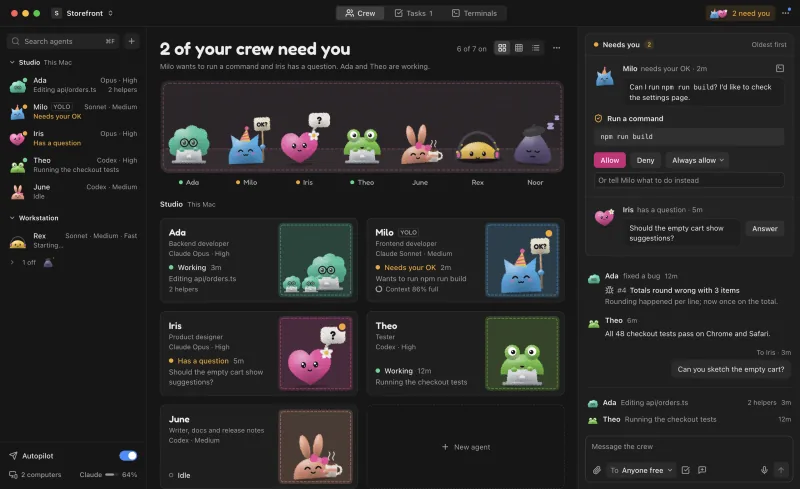 S Storefront
Crew
Tasks 1
Terminals
2 need you
Search agents
⌘F
Studio This Mac
Ada
Opus · High
Editing api/orders.ts
Milo YOLO
Sonnet · Medium
Needs your OK
Iris
Opus · High
Has a question
Theo
Codex · High
Running the checkout tests
June
Codex · Medium
Idle
Workstation
Rex
Sonnet · Medium · Fast
Starting...
1 off
Autopilot
2 computers
Claude
64%
2 of your crew need you
Milo wants to run a command and Iris has a question. Ada and Theo are working.
6 of 7 on
OK?
?
z
z
Ada
Milo
Iris
Theo
June
Rex
Noor
Studio This Mac
Ada
Backend developer
Claude Opus · High
Working 3m
Editing api/orders.ts
2 helpers
Milo YOLO
Frontend developer
Claude Sonnet · Medium
Needs your OK 2m
Wants to run npm run build
Context 86% full
OK?
Iris
Product designer
Claude Opus · High
Has a question 5m
Should the empty cart show
suggestions?
?
Theo
Tester
Codex · High
Working 12m
Running the checkout tests
June
Writer, docs and release notes
Codex · Medium
Idle
New agent
Needs you 2
Oldest first
Milo needs your OK · 2m
Can I run npm run build? I'd like to check
the settings page.
Run a command
npm run build
Allow
Deny
Always allow
Or tell Milo what to do instead
Iris has a question · 5m
Should the empty cart show
suggestions?
Answer
Ada fixed a bug 12m
#4 Totals round wrong with 3 items
Rounding happened per line; now once on the total.
Theo 6m
All 48 checkout tests pass on Chrome and Safari.
To Iris · 3m
Can you sketch the empty cart?
Ada Editing api/orders.ts
2 helpers 3m
Theo Running the checkout tests
12m
Message the crew
To Anyone free